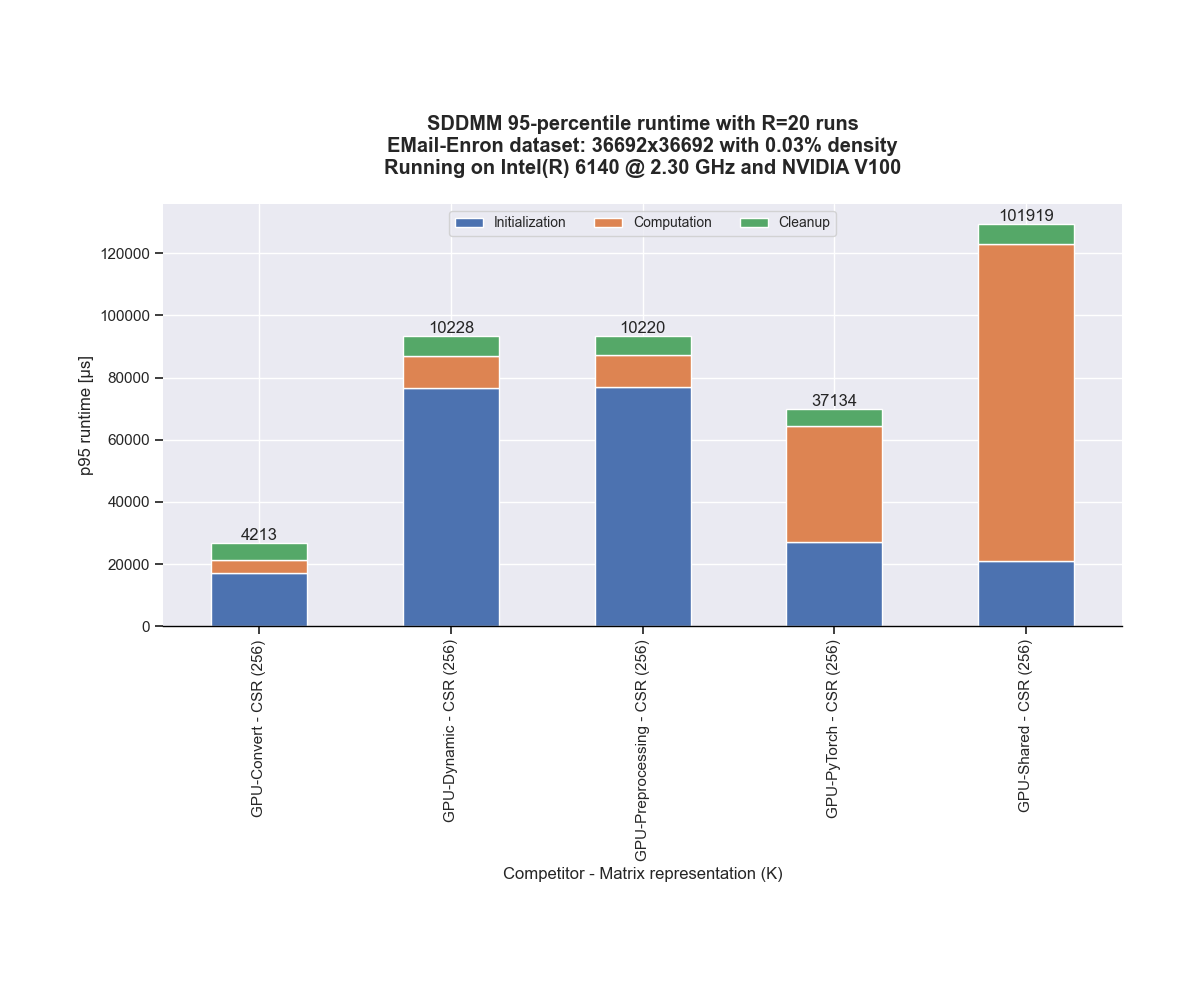 SDDMM 95-percentile runtime with R=20 runs
EMail-Enron dataset: 36692x36692 with 0.03% density
Running on Intel(R) 6140 @ 2.30 GHz and NVIDIA V100
Initialization
Computation
Cleanup
101919
10228
10220
37134
4213
p95 runtime [µs]
120000
100000
80000
60000
40000
20000
0
GPU-Convert - CSR (256)
GPU-Dynamic - CSR (256)
GPU-Preprocessing - CSR (256)
GPU-PyTorch - CSR (256)
GPU-Shared - CSR (256)
Competitor - Matrix representation (K)